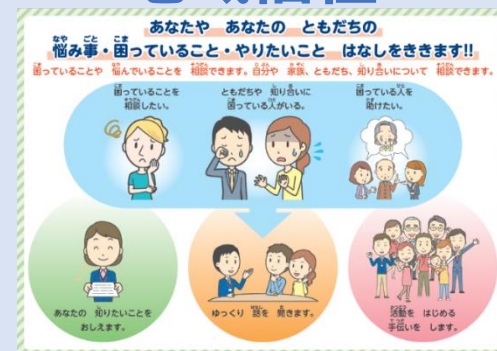 あなたや あなたの ともだちの
悩み事・困っていること・やりたいこと はなしをききます!!
困っていることや 悩んでいることを 相談できます。自分や 家族、ともだち、知り合いについて 相談できます。
困っていることを
相談したい。
ともだちや 知り合いに
困っている人がいる。
困っている人を
助けたい。
あなたの 知りたいことを
おしえます。
ゆっくり 話を 聞きます。
活動を はじめる
手伝いを します。